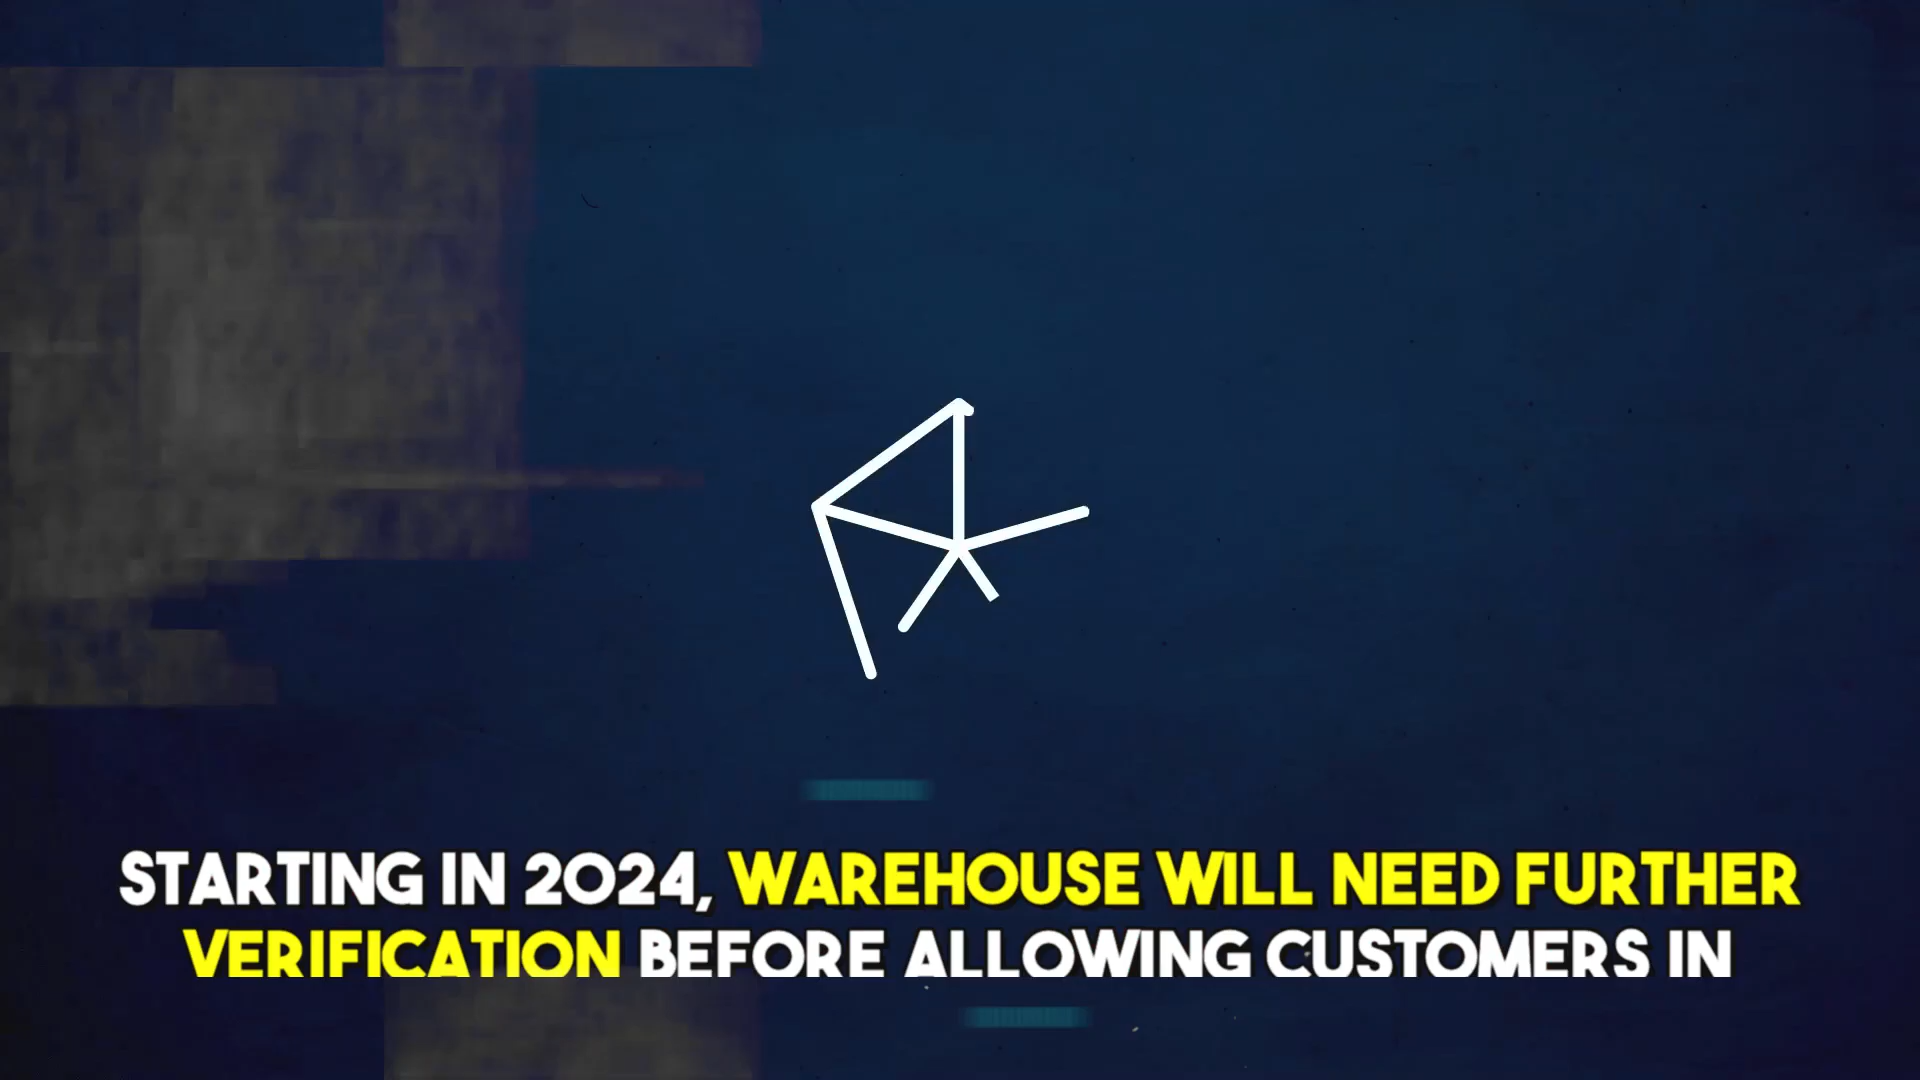 STARTING IN 2024, WAREHOUSE WILL NEED FURTHER
VERIFICATION BEFORE ALLOWING CUSTOMERS IN